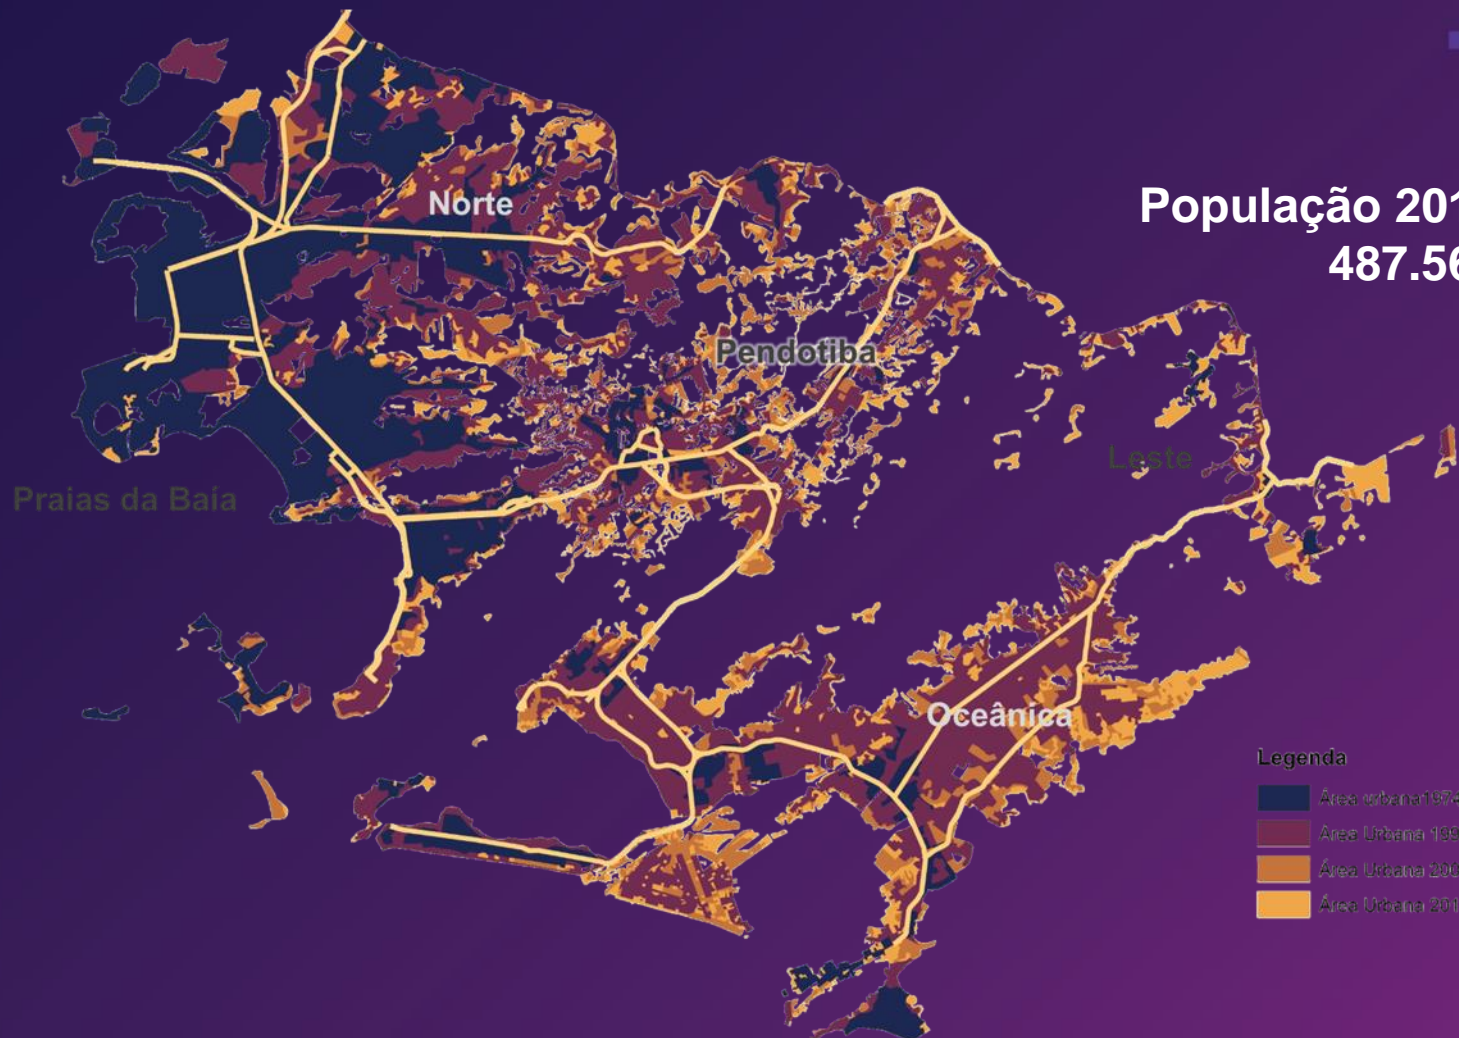 Norte
População 201
487.56
Pendotiba
Leste
Praias da Baía
Oceânica
Legenda
Área urbana1974
Área Urbana 199
Área Urbana 200
Área Urbana 201